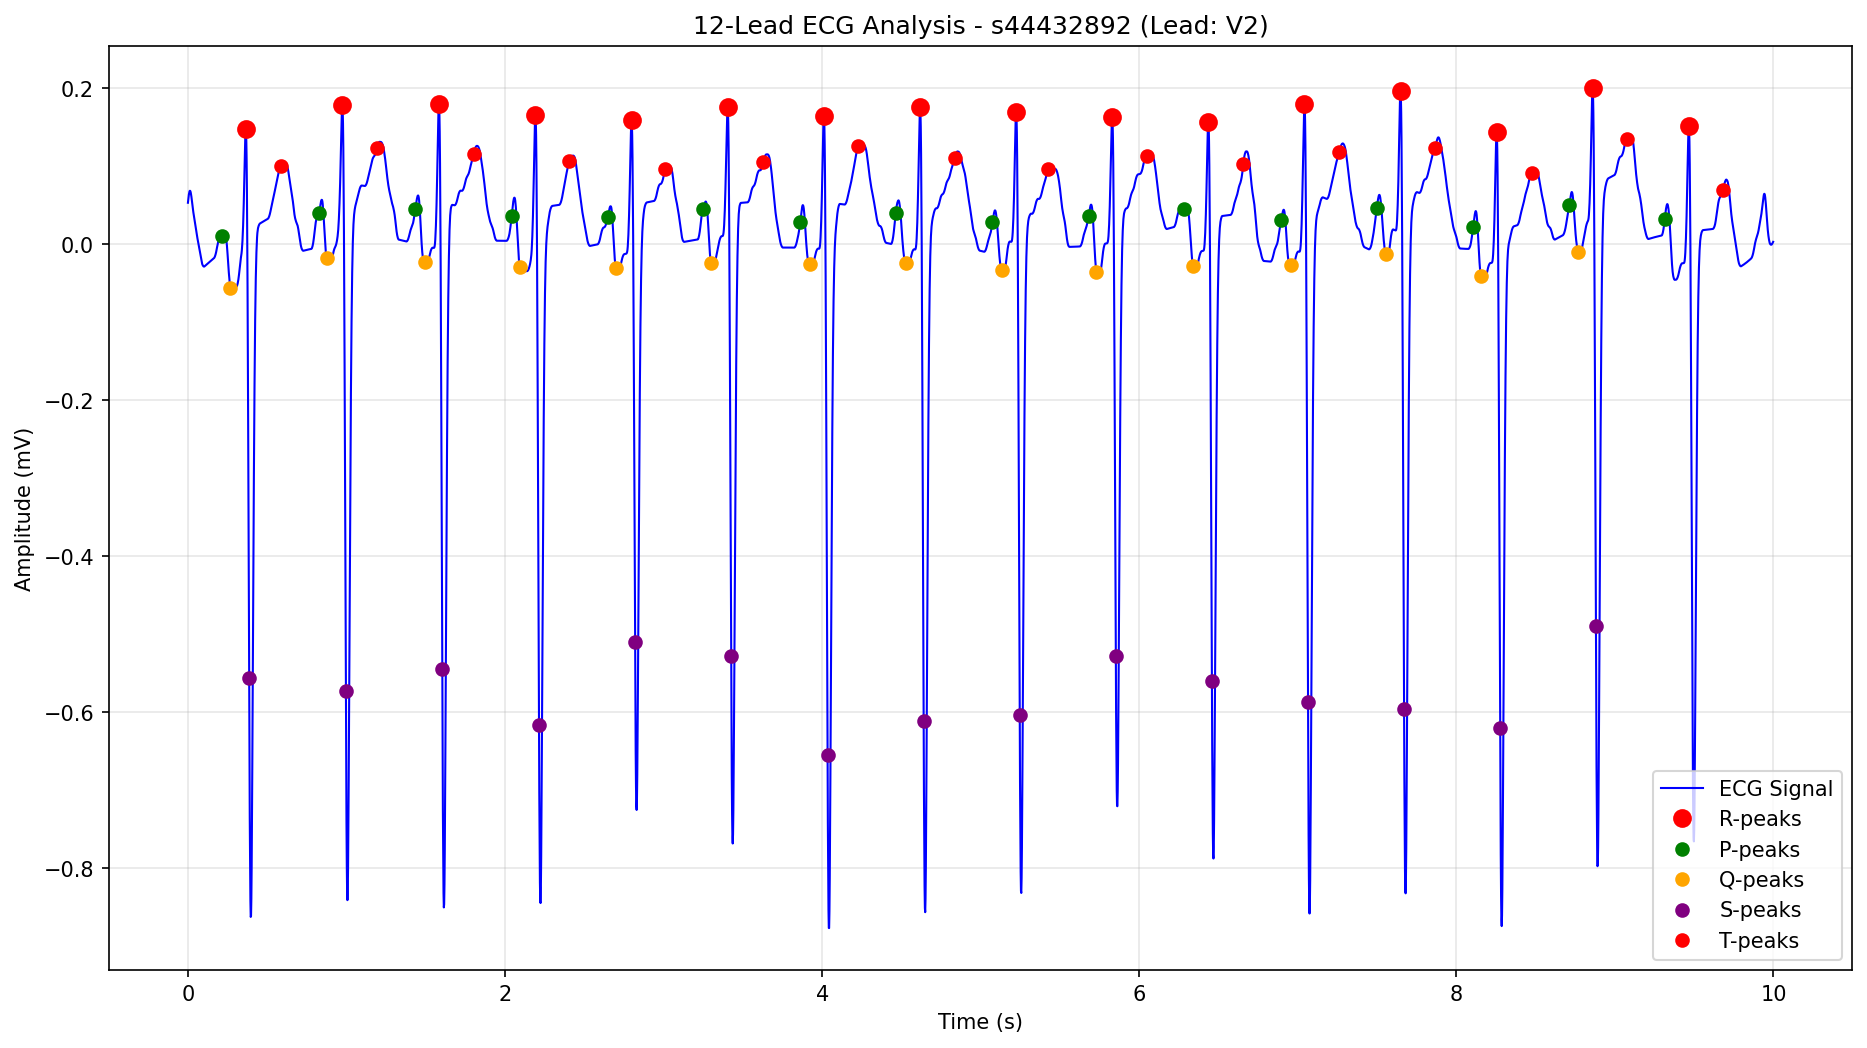 12-Lead ECG Analysis - s44432892 (Lead: V2)
Amplitude (mV)
0.2
0.0
−0.2
−0.4
−0.6
−0.8
ECG Signal
R-peaks
P-peaks
Q-peaks
S-peaks
T-peaks
0 2 4 6 8 10
Time (s)